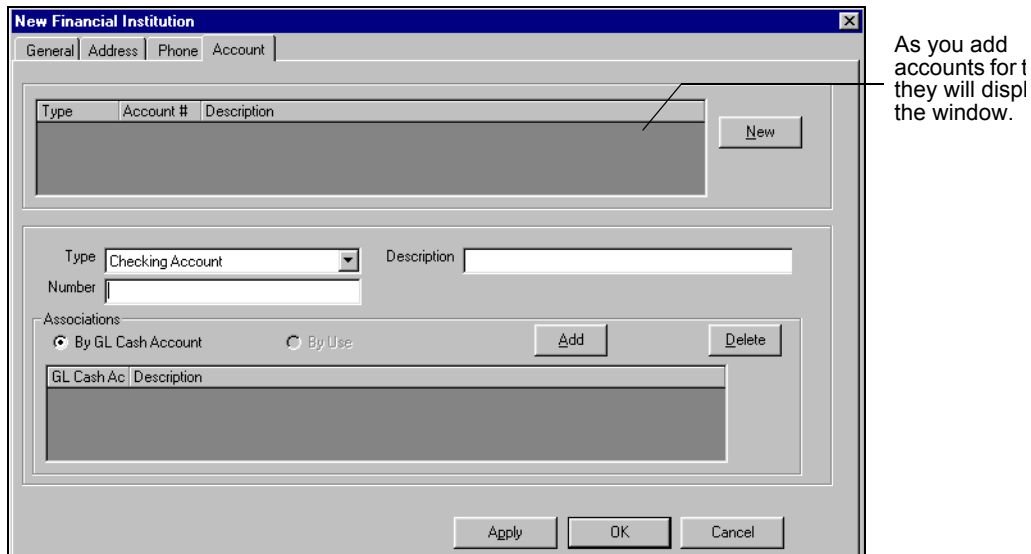 New Financial Institution
General Address Phone Account
As you add
accounts for
they will
the window.
Type Account # Description
New
Type Checking Account Description
Number
Associations
By GL Cash Account By Use Add Delete
GL Cash Ac Description
Apply OK Cancel